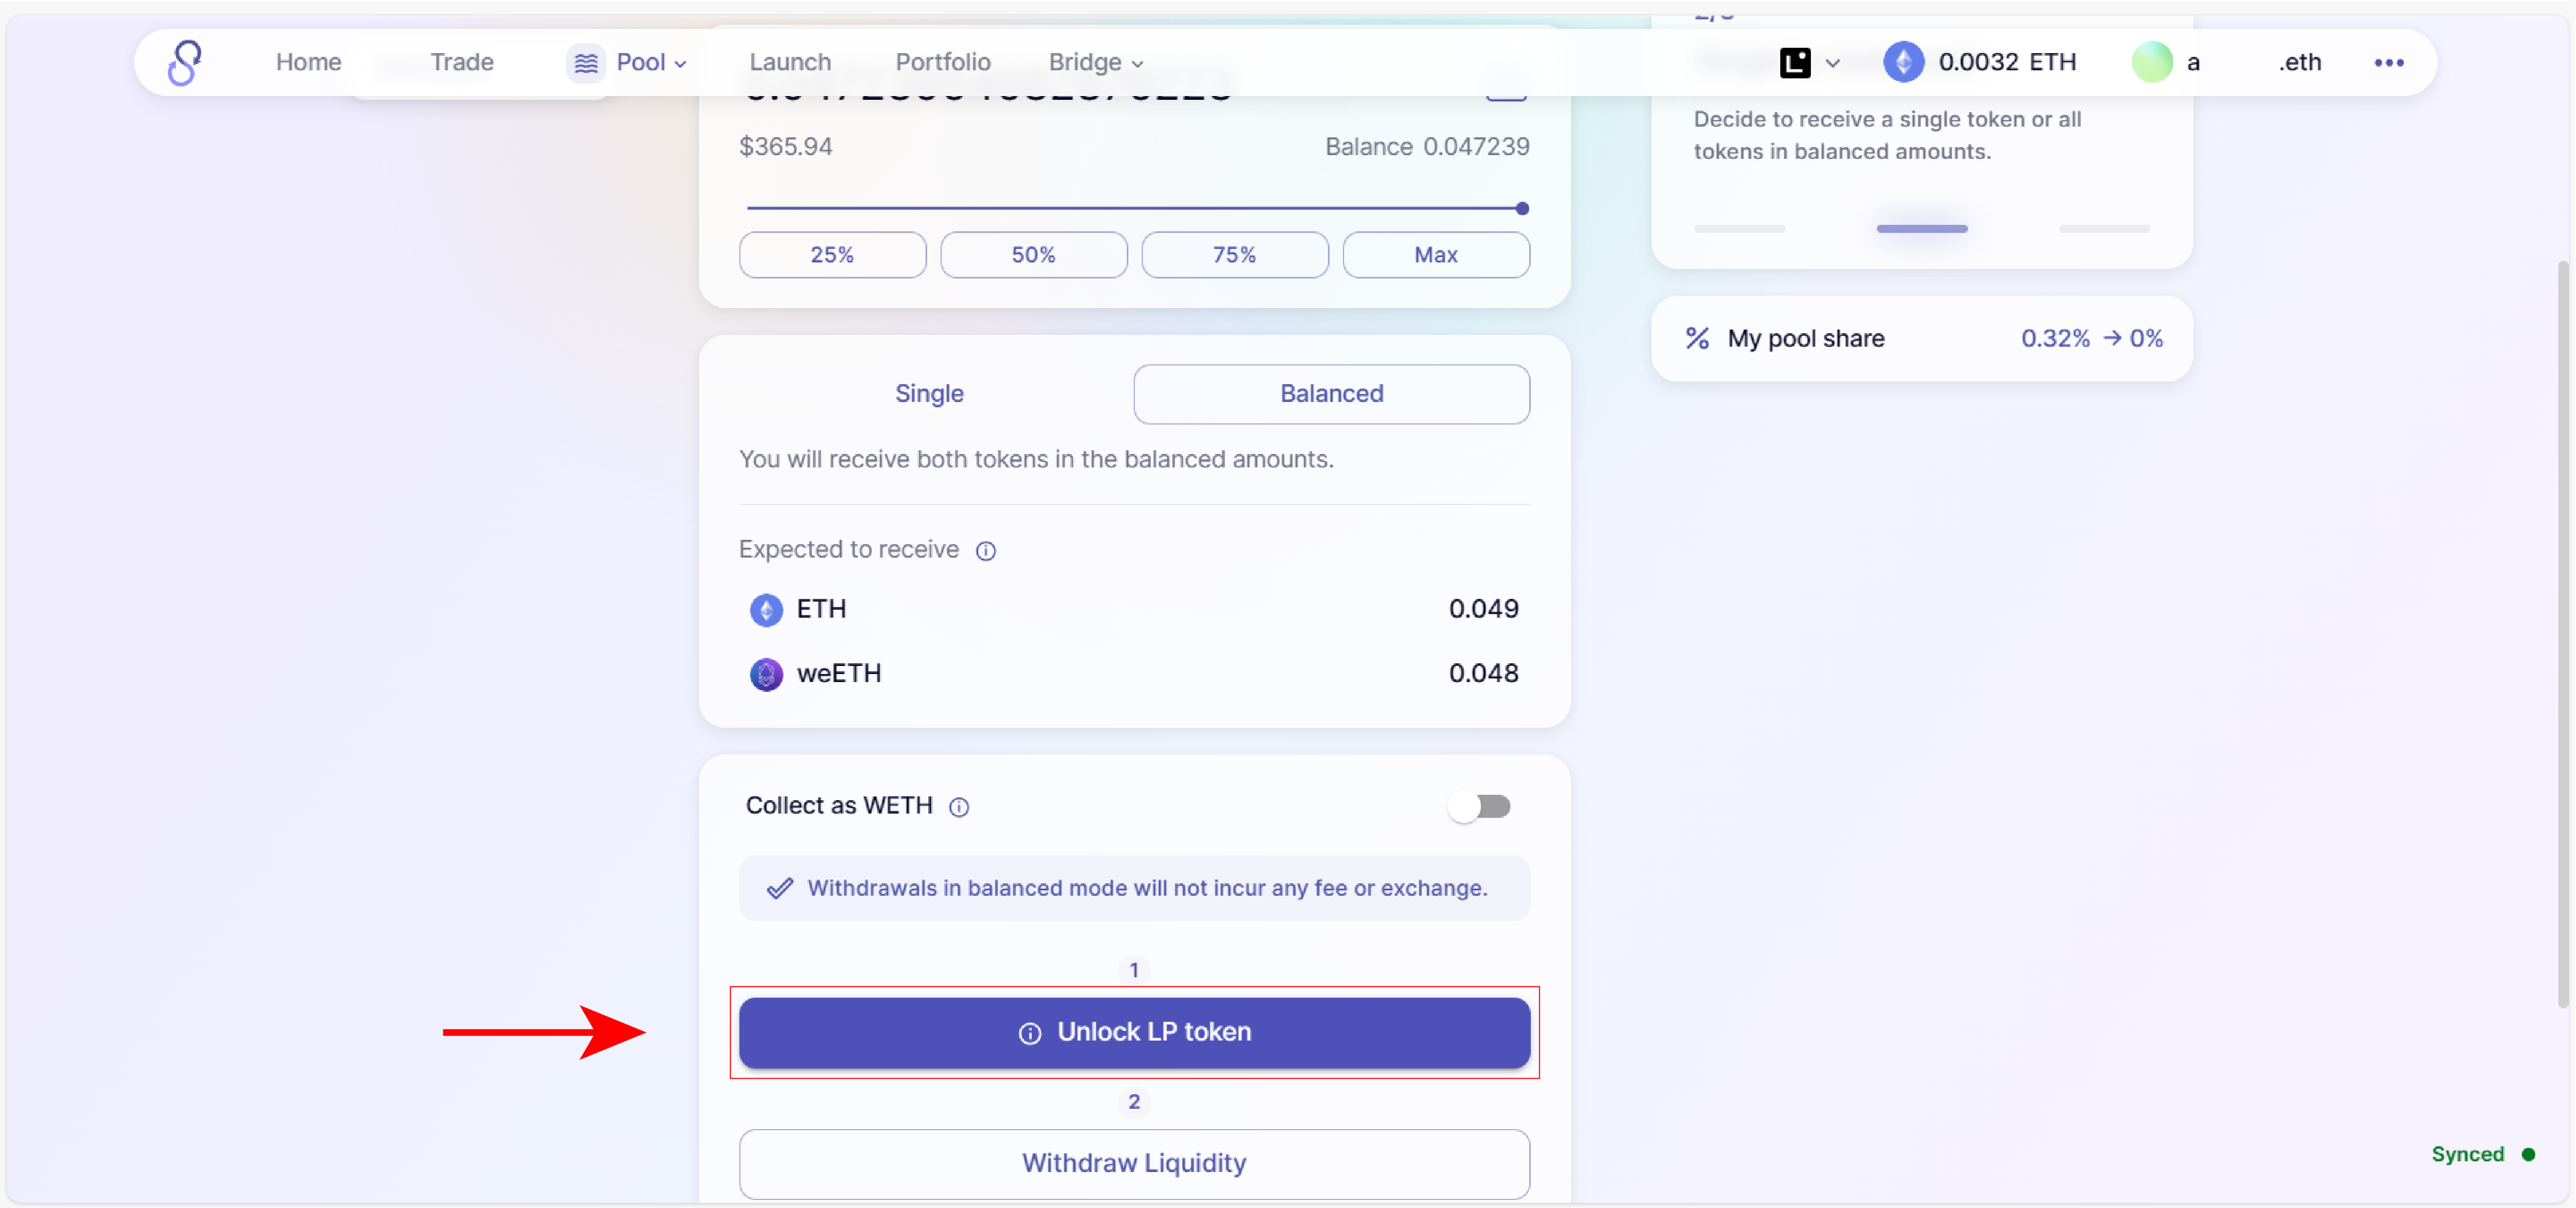 Home Trade Pool Launch Portfolio Bridge 0.0032 ETH a .eth
$365.94 Balance 0.047239
25% 50% 75% Max
Decide to receive a single token or all
tokens in balanced amounts.
My pool share 0.32% → 0%
Single Balanced
You will receive both tokens in the balanced amounts.
Expected to receive
ETH 0.049
weETH 0.048
Collect as WETH
Withdrawals in balanced mode will not incur any fee or exchange.
1
Unlock LP token
2
Withdraw Liquidity
Synced